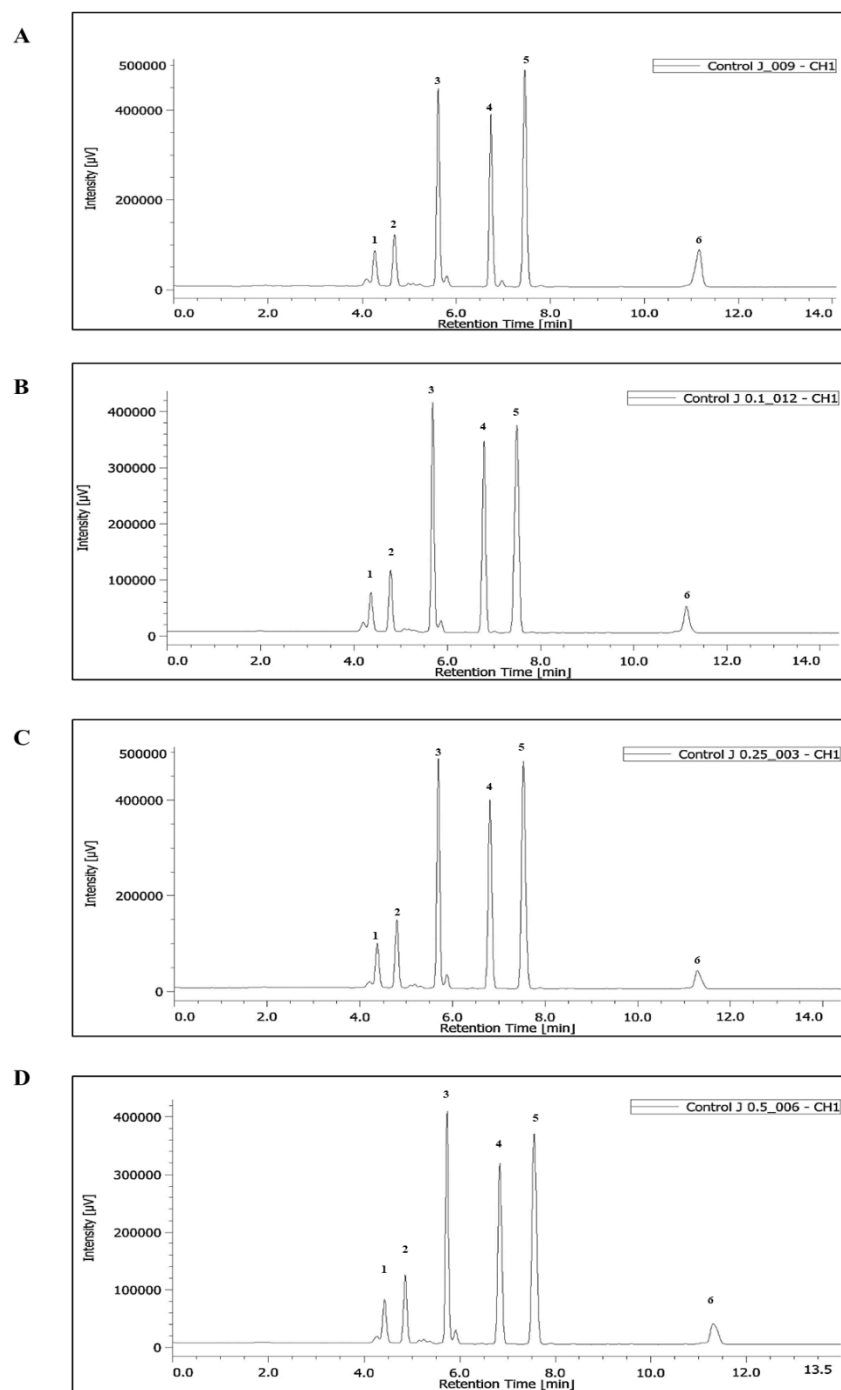 A
Control J_009 - CH1
Intensity [µV]
500000
400000
200000
0
1
2
3
4
5
6
0.0 2.0 4.0 6.0 8.0 10.0 12.0 14.0
Retention Time [min]
B
Control J 0.1_012 - CH1
Intensity [µV]
400000
300000
200000
100000
0
1
2
3
4
5
6
0.0 2.0 4.0 6.0 8.0 10.0 12.0 14.0
Retention Time [min]
C
Control J 0.25_003 - CH1
Intensity [µV]
500000
400000
200000
0
1
2
3
4
5
6
0.0 2.0 4.0 6.0 8.0 10.0 12.0 14.0
Retention Time [min]
D
Control J 0.5_006 - CH1
Intensity [µV]
400000
300000
200000
100000
0
1
2
3
4
5
6
0.0 2.0 4.0 6.0 8.0 10.0 12.0 13.5
Retention Time [min]